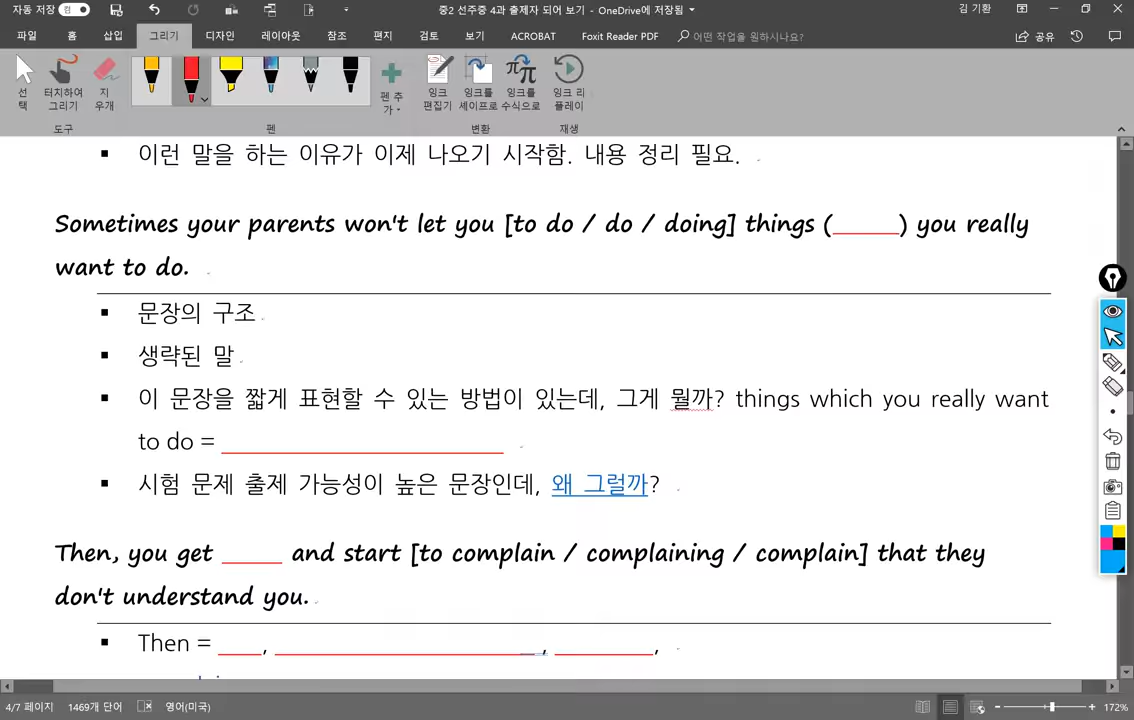 자동 저장 컴 중2 선주중 4과 출제자 되어 보기 - OneDrive에 저장됨 김 기환
파일 홈 삽입 그리기 디자인 레이아웃 참조 편지 검토 보기 ACROBAT Foxit Reader PDF 어떤 작업을 원하시나요? 공유
선택 터치하여 그리기 지우개 펜 추가 잉크 편집기 잉크를 셰이프로 잉크를 수식으로 잉크 리플레이
도구 펜 변환 재생
▪ 이런 말을 하는 이유가 이제 나오기 시작함. 내용 정리 필요.
Sometimes your parents won't let you [to do / do / doing] things (_____) you really
want to do.
▪ 문장의 구조
▪ 생략된 말
▪ 이 문장을 짧게 표현할 수 있는 방법이 있는데, 그게 뭘까? things which you really want
to do = _____
▪ 시험 문제 출제 가능성이 높은 문장인데, 왜 그럴까?
Then, you get _____ and start [to complain / complaining / complain] that they
don't understand you.
▪ Then = ____, _____, _____,
4/7 페이지 1469개 단어 영어(미국) 172%